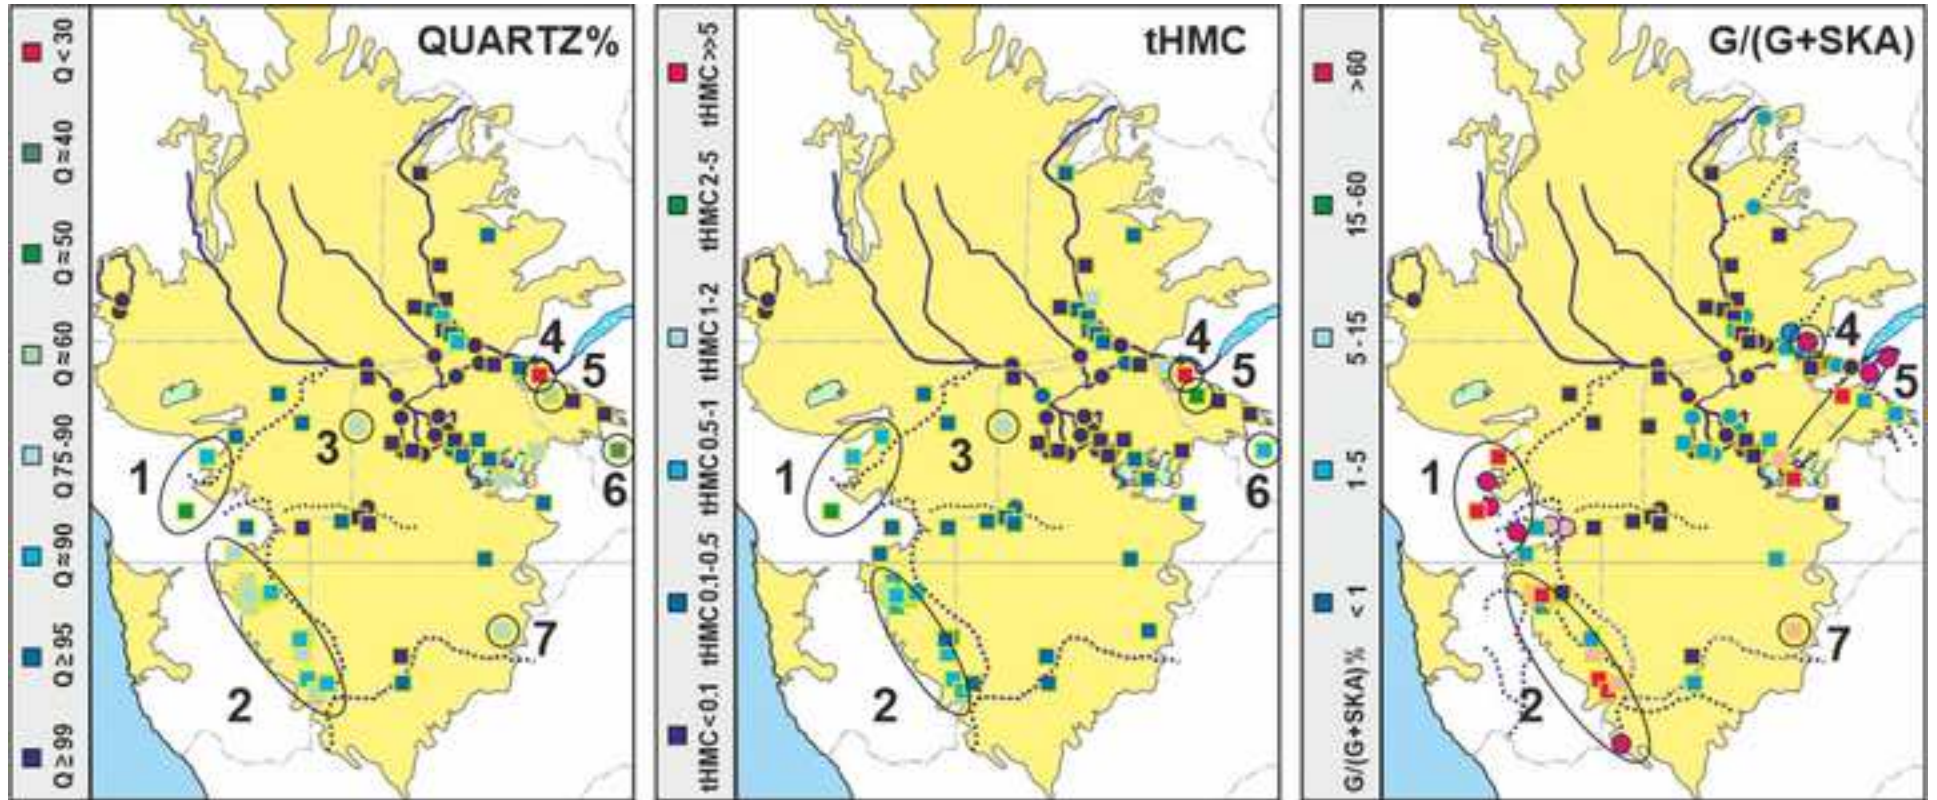 QUARTZ%
Q < 30
Q ≈ 40
Q ≈ 50
Q ≈ 60
Q 75 - 90
Q ≈ 90
Q ≥ 95
Q ≥ 99
1
2
3
4
5
6
7
tHMC
tHMC >> 5
tHMC 2 - 5
tHMC 1 - 2
tHMC 0.5 - 1
tHMC 0.1 - 0.5
tHMC < 0.1
1
2
3
4
5
6
7
G/(G+SKA)
>60
15 - 60
5 - 15
1 - 5
< 1
G/(G+SKA)%
1
2
4
5
7